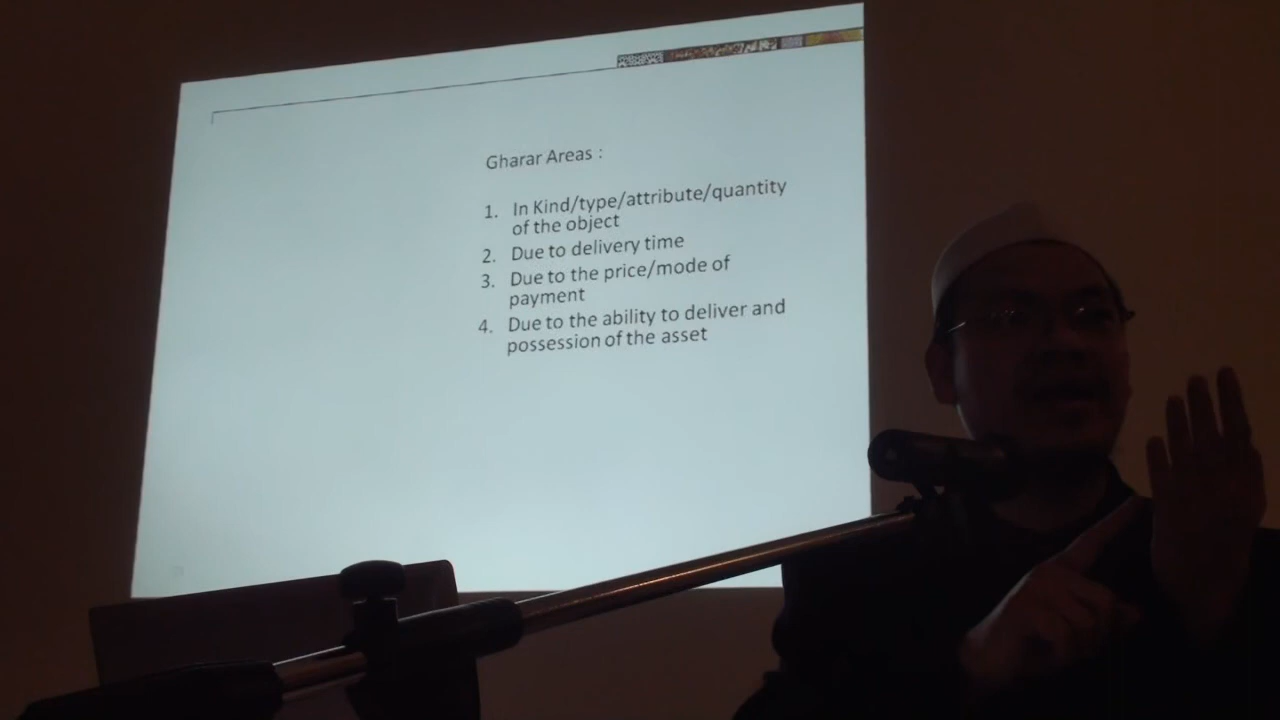 Gharar Areas :
1. In Kind/type/attribute/quantity
of the object
2. Due to delivery time
3. Due to the price/mode of
payment
4. Due to the ability to deliver and
possession of the asset